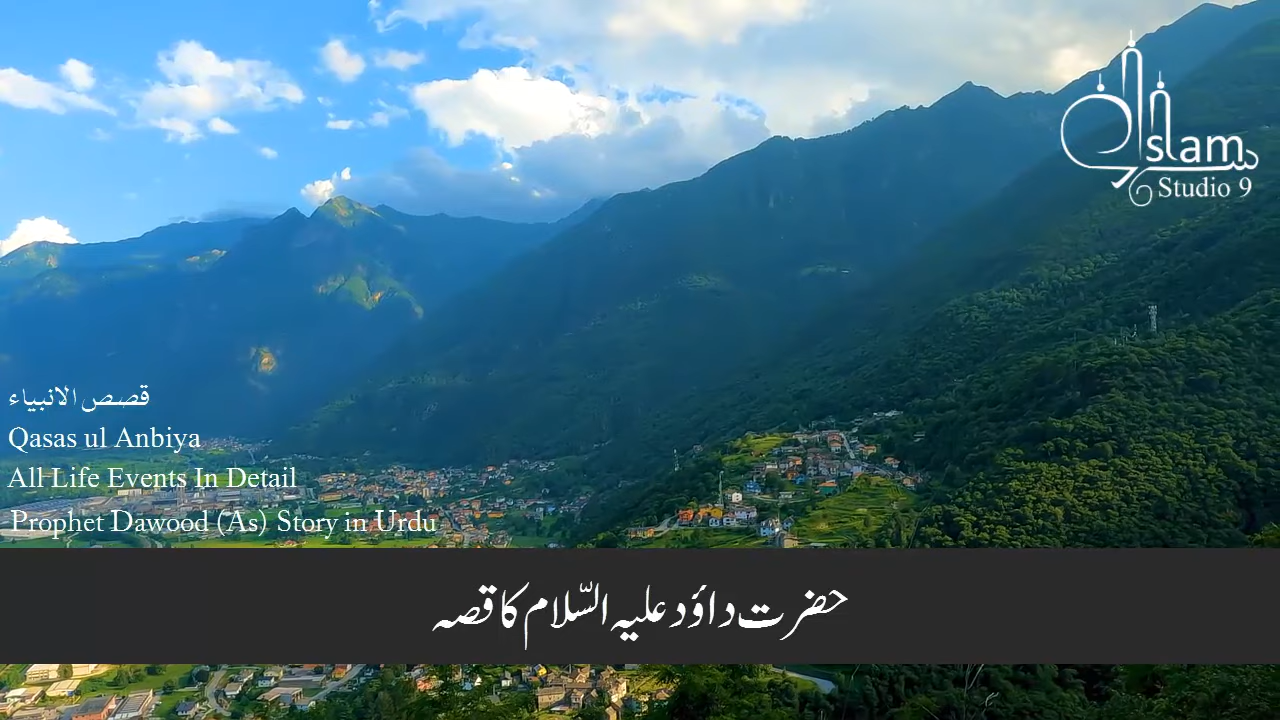 Islam
Studio 9
قصص الانبیاء
Qasas ul Anbiya
All Life Events In Detail
Prophet Dawood (As) Story in Urdu
حضرت داؤد علیہ السّلام کا قصہ